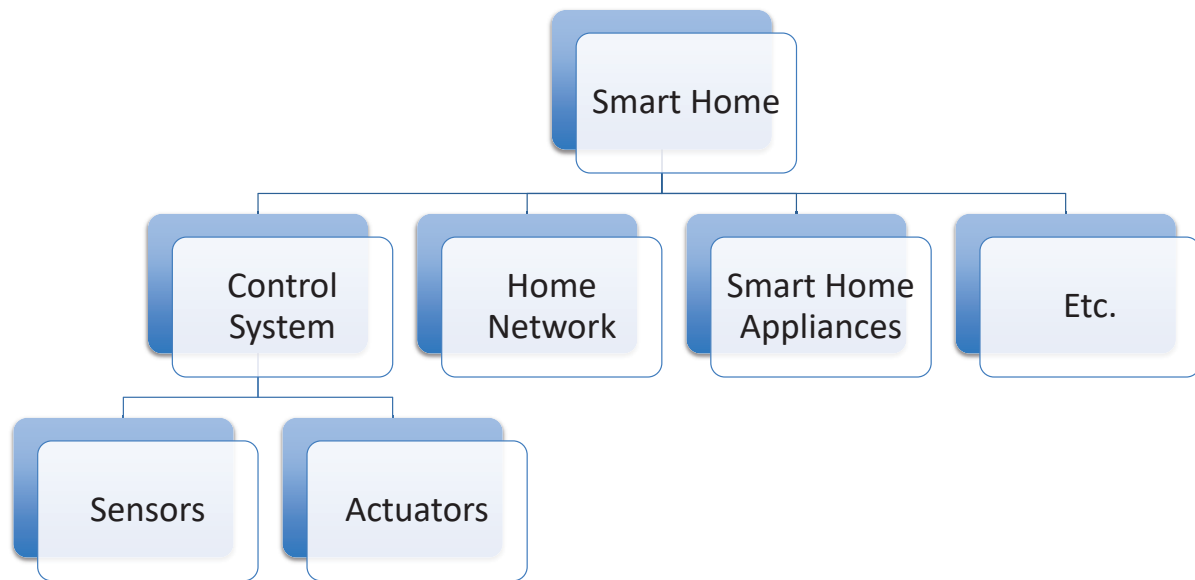 Smart Home
Control
System
Home
Network
Smart Home
Appliances
Etc.
Sensors
Actuators